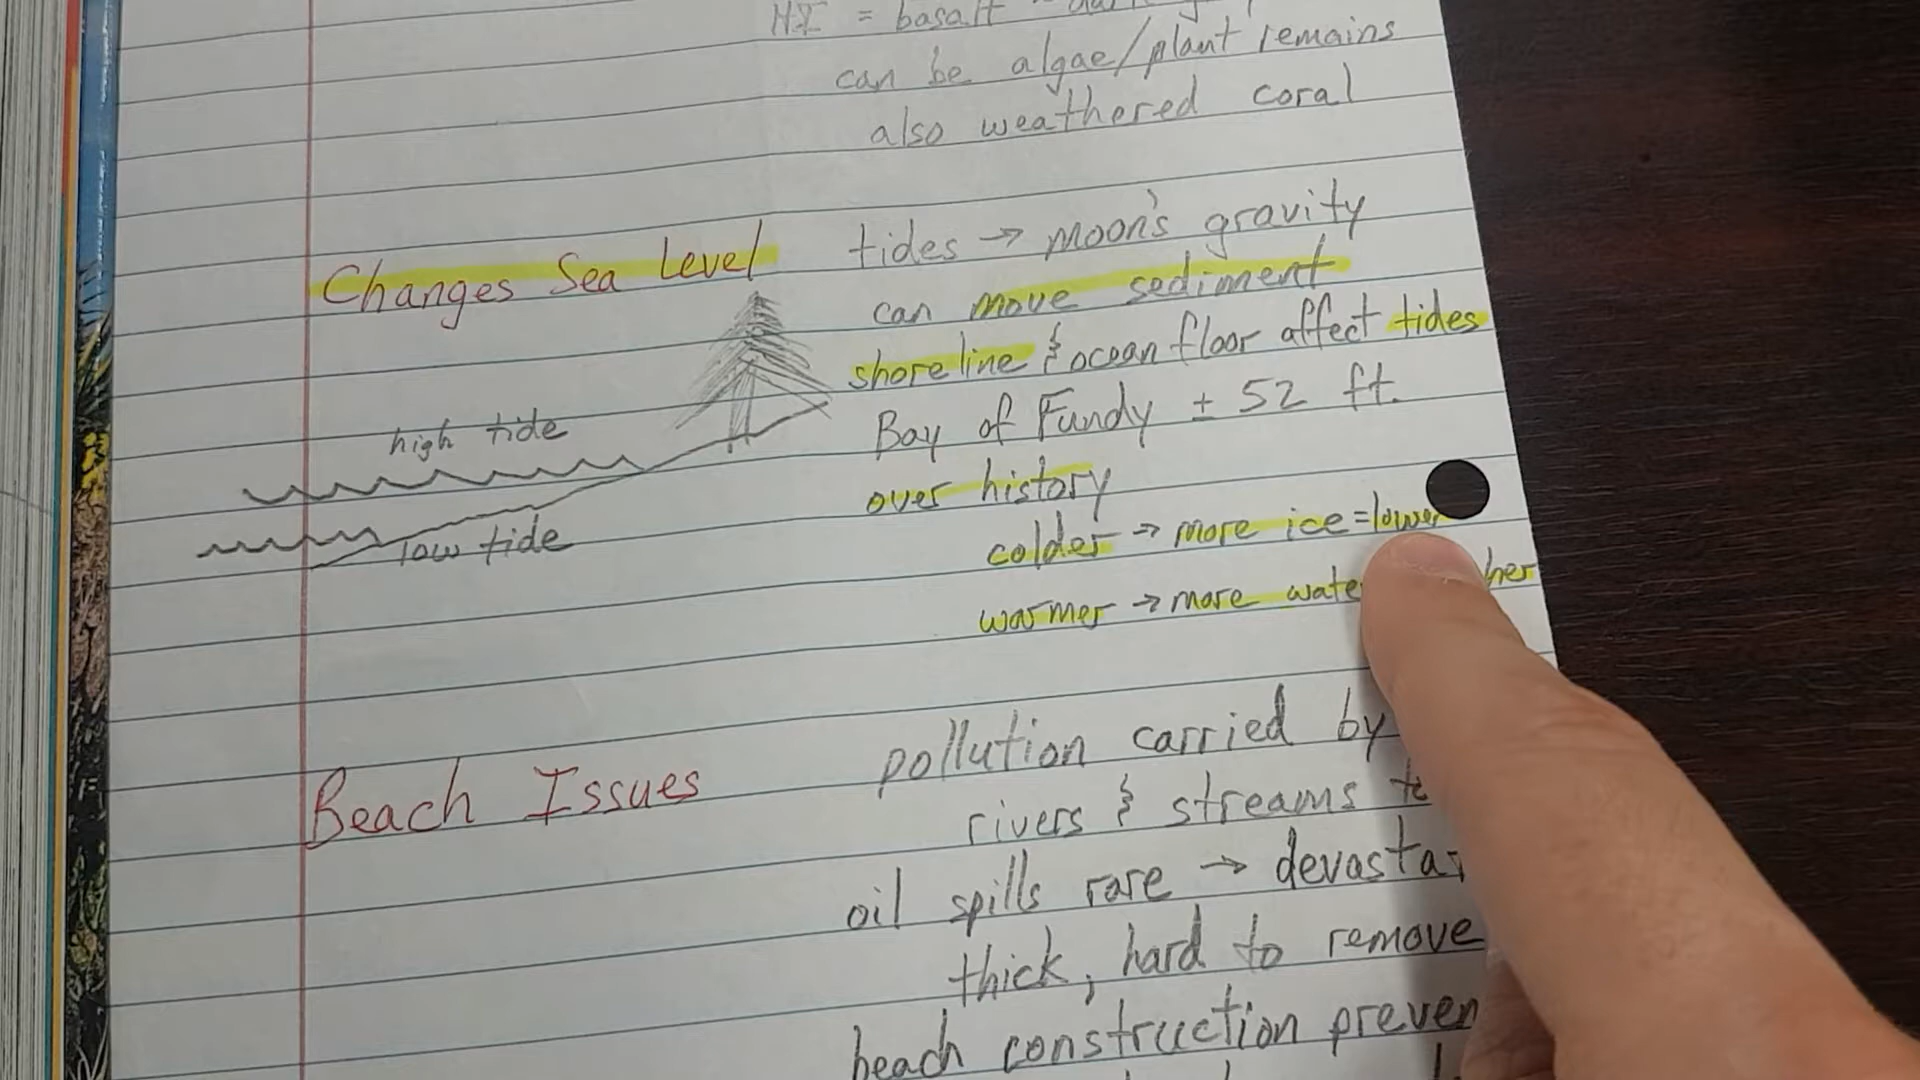 HI = basalt
can be algae/plant remains
also weathered coral
Changes Sea Level
tides → moon's gravity
can move sediment
shoreline & ocean floor affect tides
Bay of Fundy ± 52 ft.
high tide
low tide
over history
colder → more ice = lower
warmer → more
Beach Issues
pollution carried by
rivers & streams
oil spills rare →
thick, hard to remove
beach construction